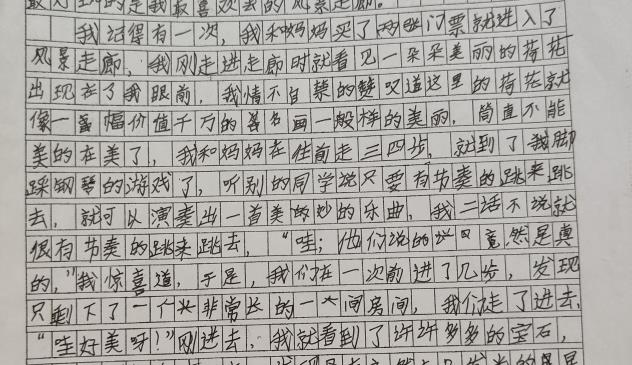 最为壮的是我最喜欢去的风景走廊。
我记得有一次，我和妈妈买了两张门票就进入了
风景走廊，我刚走进走廊时就看见一朵朵美丽的荷花
出现在了我眼前，我情不自禁的赞叹道这里的荷花就
像一幅价值千万的名画一般样的美丽，简直不能
美的在美了，我和妈妈在往前走三四步，就到了我脚
踩钢琴的游戏了，听别的同学说只要有节奏的跳来跳
去，就可以演奏出一首美妙的乐曲，我二话不说就
很有节奏的跳来跳去，“哇；他们说的竟然是真
的，”我惊喜道，于是，我们在一次前进了几步，发现
只剩下了一个非常长的一间房间，我们走了进去，
“哇好美呀！”刚进去，我就看到了许许多多的宝石，